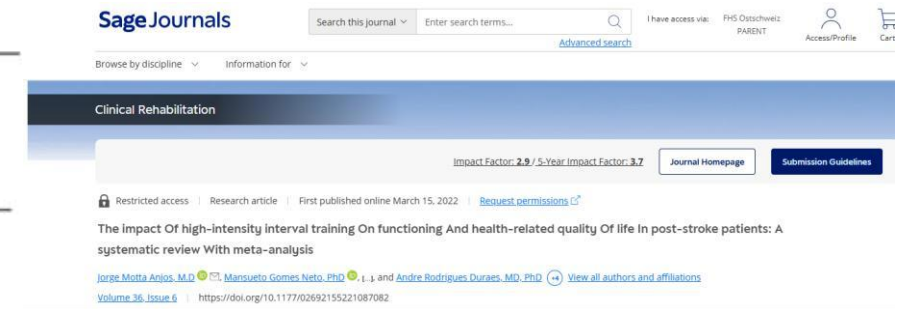 Sage Journals
Search this journal
Enter search terms...
I have access via: FHS Ostschweiz
PARENT
Access/Profile
Cart
Advanced search
Browse by discipline
Information for
Clinical Rehabilitation
Impact Factor: 2.9 / 5-Year Impact Factor: 3.7
Journal Homepage
Submission Guidelines
Restricted access | Research article | First published online March 15, 2022 | Request permissions
The impact Of high-intensity interval training On functioning And health-related quality Of life In post-stroke patients: A
systematic review With meta-analysis
Jorge Motta Anjos, M.D, Mansueto Gomes Neto, PhD, [...], and Andre Rodrigues Duraes, MD, PhD +4 View all authors and affiliations
Volume 36, Issue 6 | https://doi.org/10.1177/02692155221087082